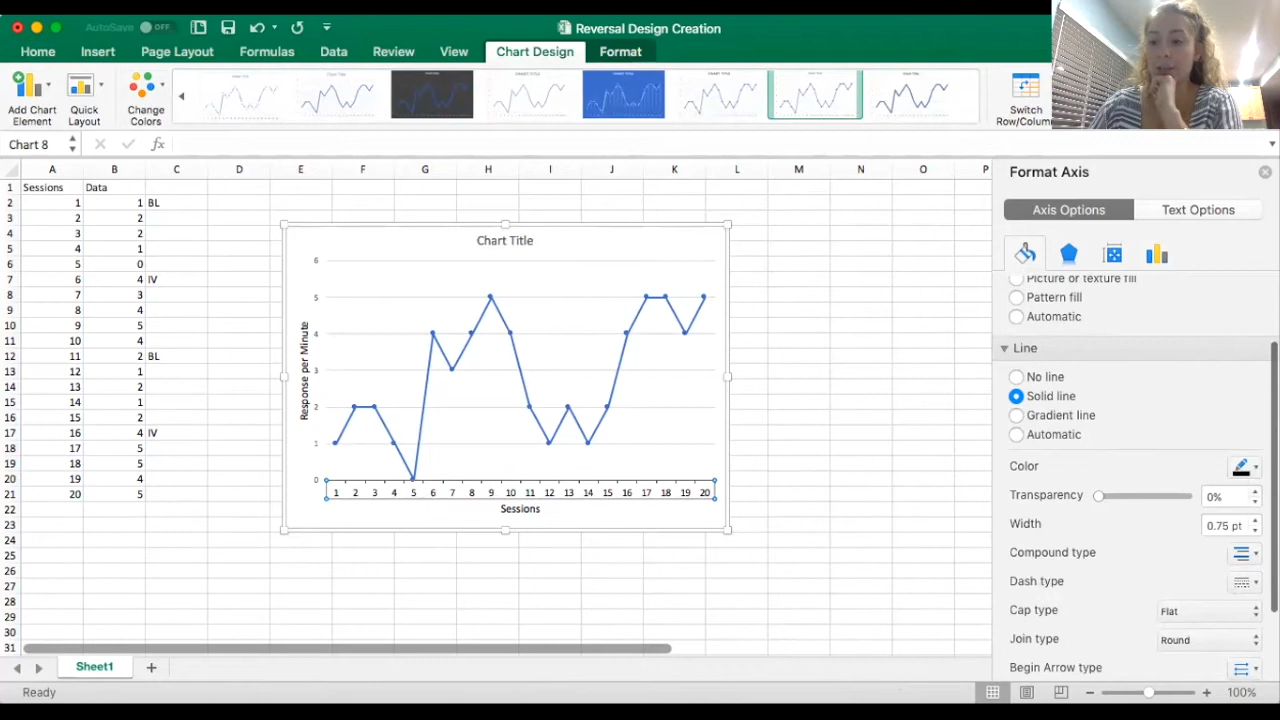 AutoSave OFF
Reversal Design Creation
Home Insert Page Layout Formulas Data Review View Chart Design Format
Add Chart Element
Quick Layout
Change Colors
Switch Row/Column
Chart 8 fx
A B C D E F G H I J K L M N O P
1 Sessions Data
2 1 1 BL
3 2 2
4 3 2
5 4 1
6 5 0
7 6 4 IV
8 7 3
9 8 4
10 9 5
11 10 4
12 11 2 BL
13 12 1
14 13 2
15 14 1
16 15 2
17 16 4 IV
18 17 5
19 18 5
20 19 4
21 20 5
22
23
24
25
26
27
28
29
30
31
Chart Title
6
5
4
3
2
1
0
Response per Minute
1 2 3 4 5 6 7 8 9 10 11 12 13 14 15 16 17 18 19 20
Sessions
Format Axis
Axis Options Text Options
Picture or texture fill
Pattern fill
Automatic
Line
No line
Solid line
Gradient line
Automatic
Color
Transparency 0%
Width 0.75 pt
Compound type
Dash type
Cap type Flat
Join type Round
Begin Arrow type
Sheet1
Ready
100%